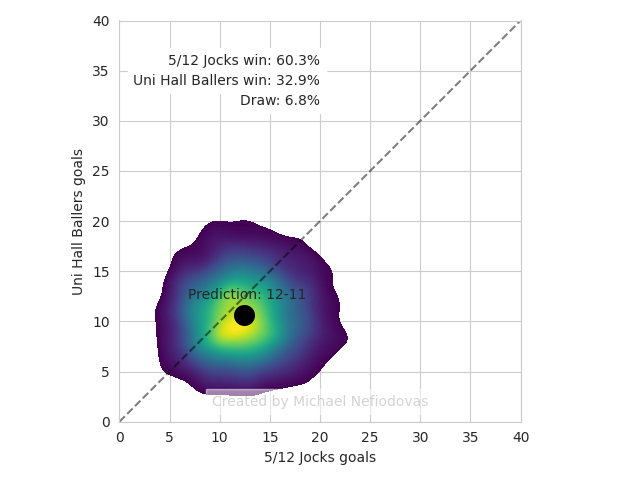 5/12 Jocks win: 60.3%
Uni Hall Ballers win: 32.9%
Draw: 6.8%
Prediction: 12-11
Created by Michael Nefiodovas
Uni Hall Ballers goals
40
35
30
25
20
15
10
5
0
0 5 10 15 20 25 30 35 40
5/12 Jocks goals